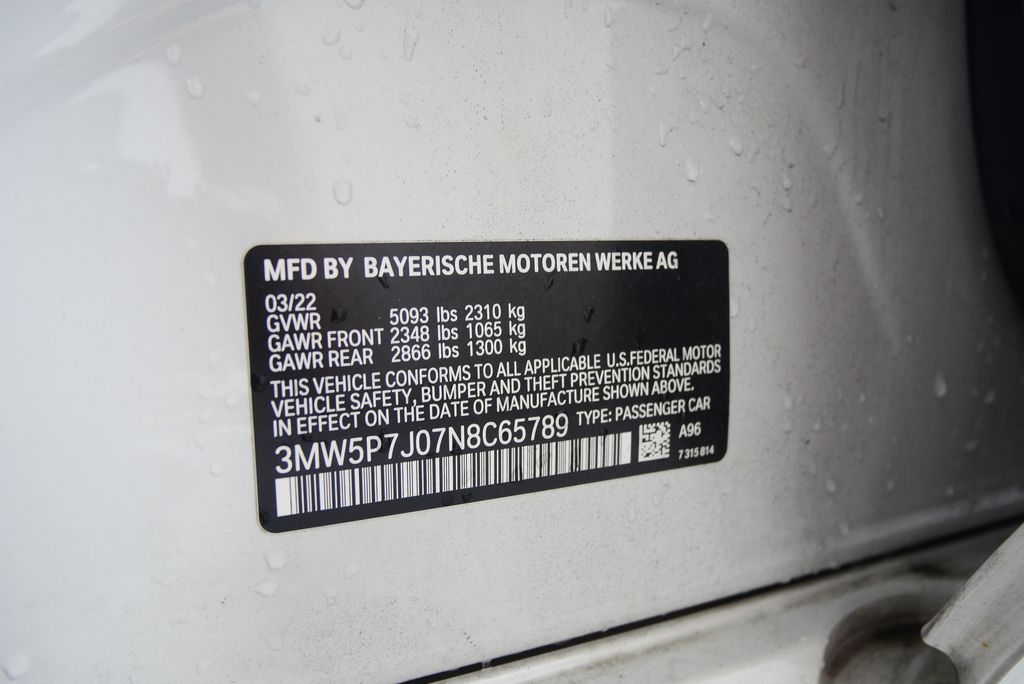 MFD BY BAYERISCHE MOTOREN WERKE AG
03/22
GVWR 5093 lbs 2310 kg
GAWR FRONT 2348 lbs 1065 kg
GAWR REAR 2866 lbs 1300 kg
THIS VEHICLE CONFORMS TO ALL APPLICABLE U.S.FEDERAL MOTOR
VEHICLE SAFETY, BUMPER AND THEFT PREVENTION STANDARDS
IN EFFECT ON THE DATE OF MANUFACTURE SHOWN ABOVE.
3MW5P7J07N8C65789 TYPE: PASSENGER CAR
A96
7 315 814